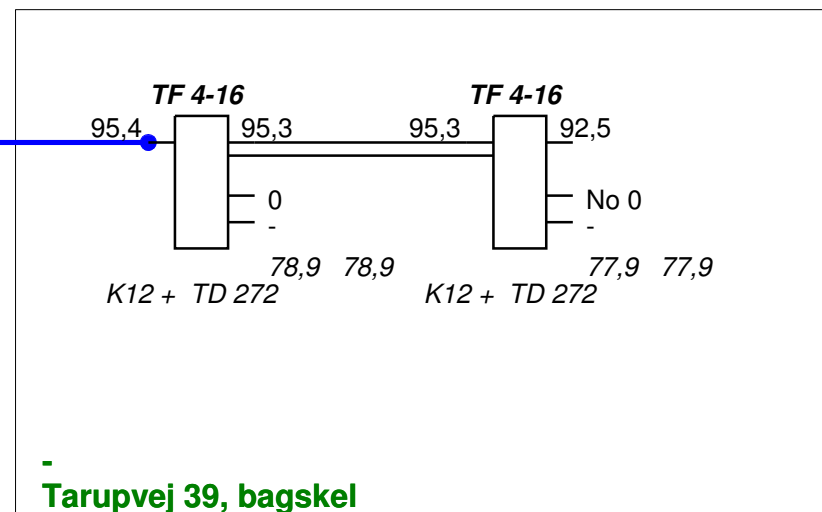 TF 4-16 TF 4-16
95,4 95,3 95,3 92,5
0 No 0
- -
78,9 78,9 77,9 77,9
K12 + TD 272 K12 + TD 272
-
Tarupvej 39, bagskel